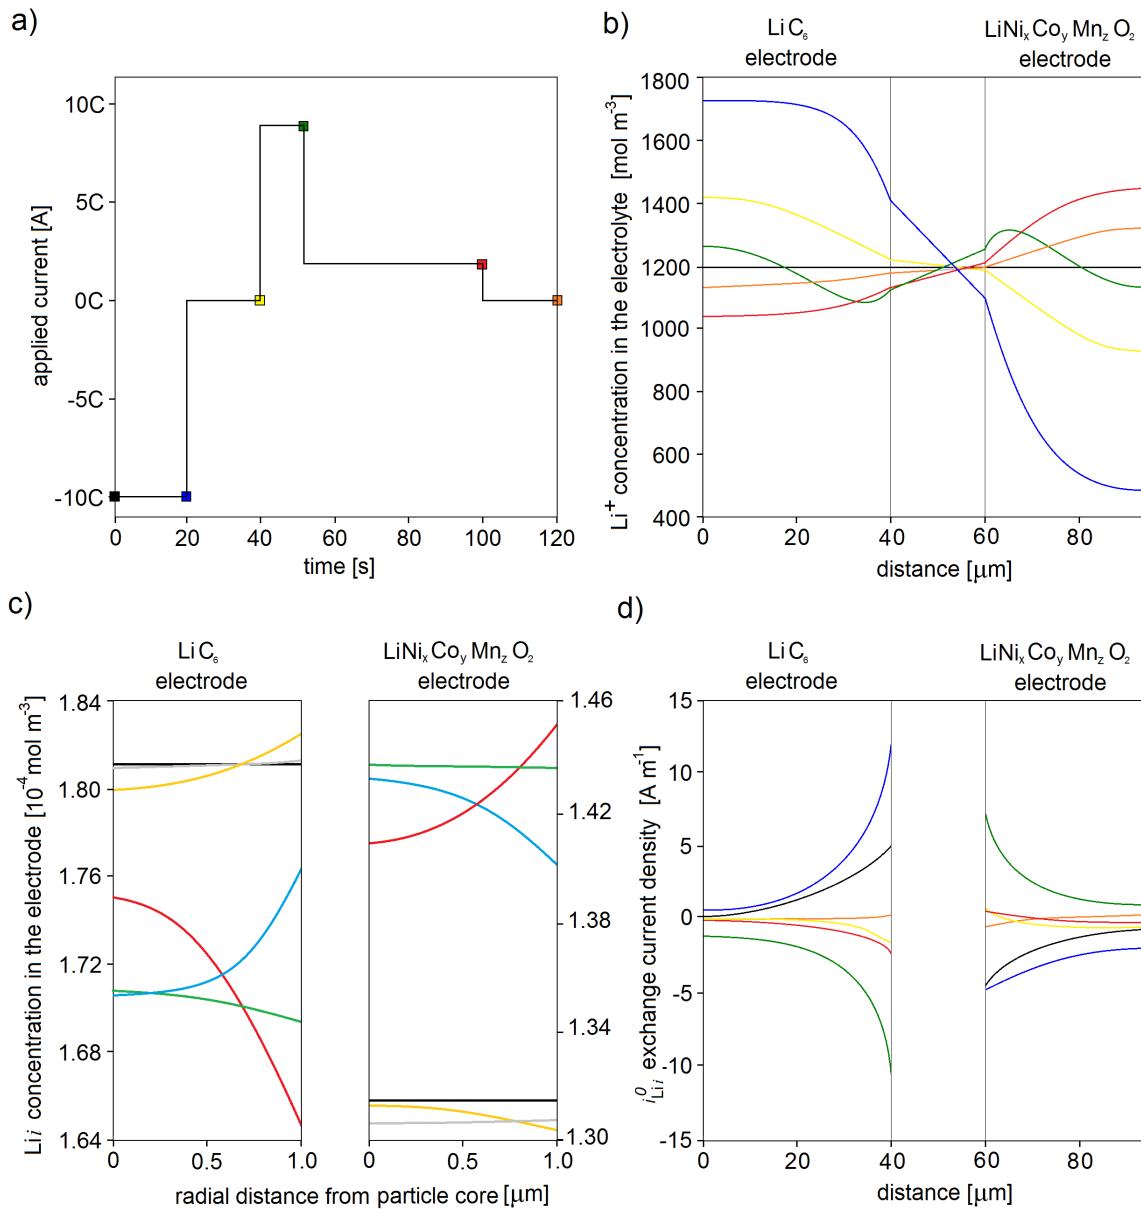 a)
applied current [A]
10C
5C
0C
-5C
-10C
0 20 40 60 80 100 120
time [s]
b)
LiC₆
electrode
LiNiₓCoᵧMn_zO₂
electrode
Li⁺ concentration in the electrolyte [mol m⁻³]
1800
1600
1400
1200
1000
800
600
400
0 20 40 60 80
distance [μm]
c)
LiC₆
electrode
LiNiₓCoᵧMn_zO₂
electrode
Liᵢ concentration in the electrode [10⁻⁴ mol m⁻³]
1.84
1.80
1.76
1.72
1.68
1.64
1.46
1.42
1.38
1.34
1.30
0 0.5 1.0
0 0.5 1.0
radial distance from particle core [μm]
d)
LiC₆
electrode
LiNiₓCoᵧMn_zO₂
electrode
i⁰_Li i exchange current density [A m⁻¹]
15
10
5
0
-5
-10
-15
0 20 40 60 80
distance [μm]